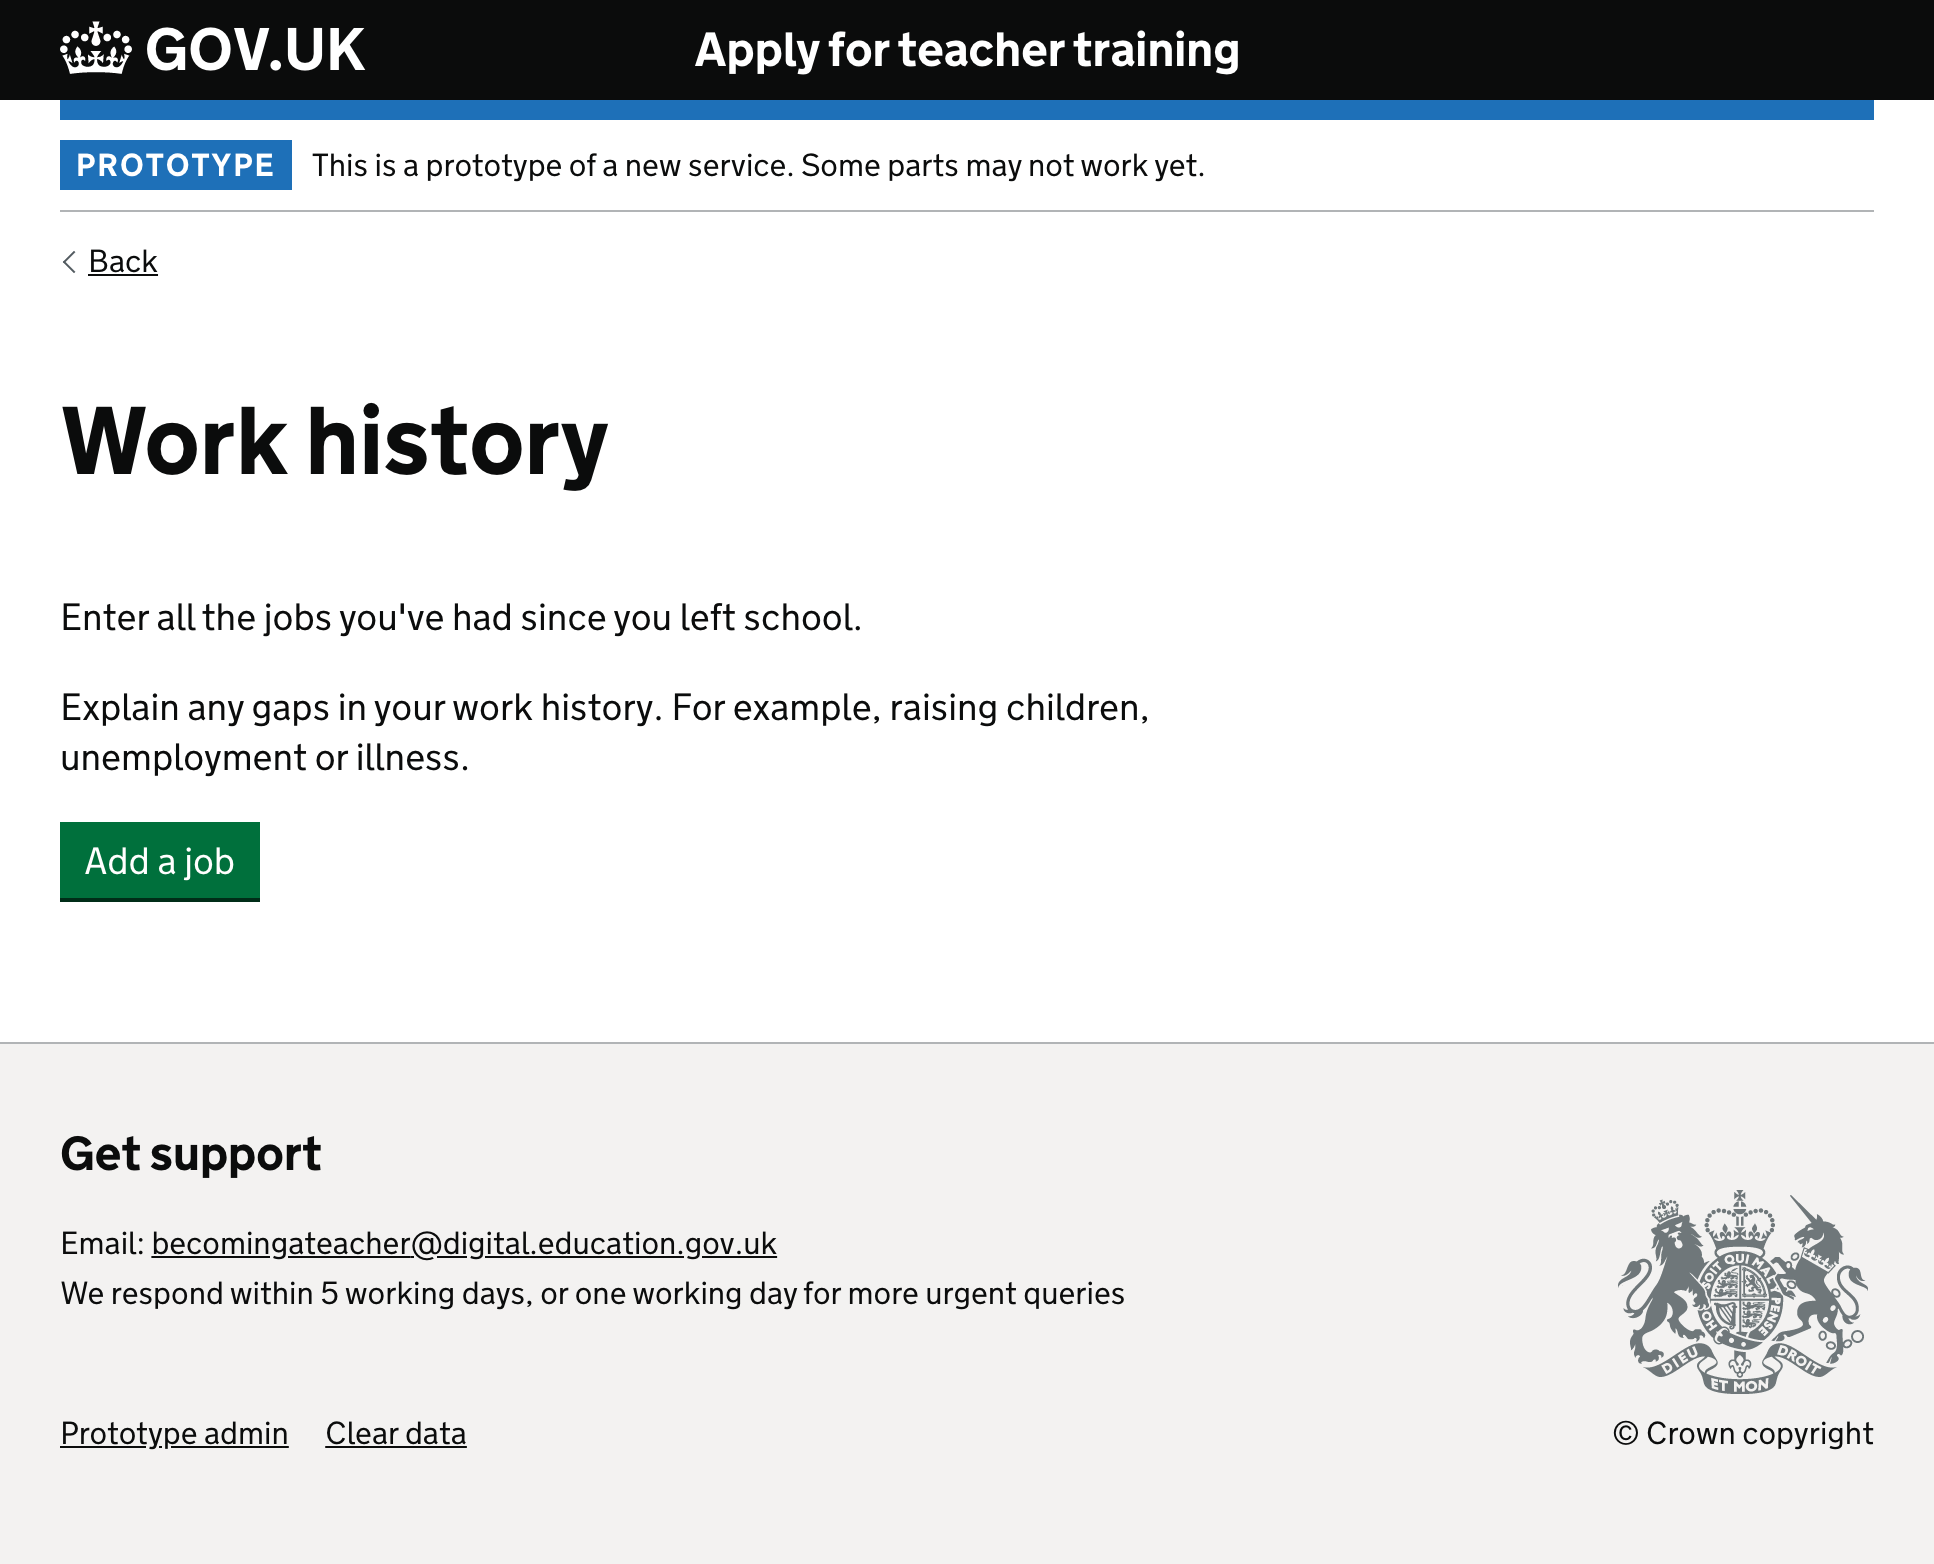 GOV.UK
Apply for teacher training
PROTOTYPE
This is a prototype of a new service. Some parts may not work yet.
Back
Work history
Enter all the jobs you've had since you left school.
Explain any gaps in your work history. For example, raising children,
unemployment or illness.
Add a job
Get support
Email: becomingateacher@digital.education.gov.uk
We respond within 5 working days, or one working day for more urgent queries
QUI MAL
PENSE
DIEU
ET MON
DROIT
Prototype admin
Clear data
© Crown copyright